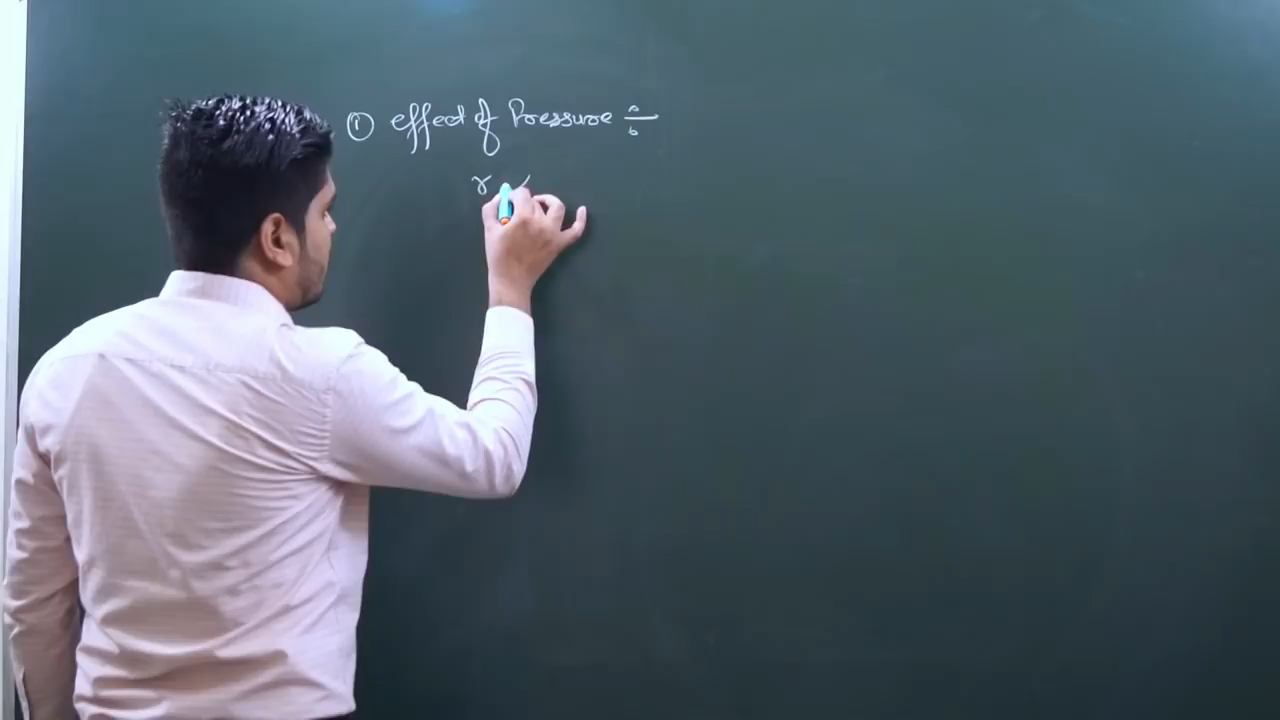 ① effect of Pressure ÷
γ